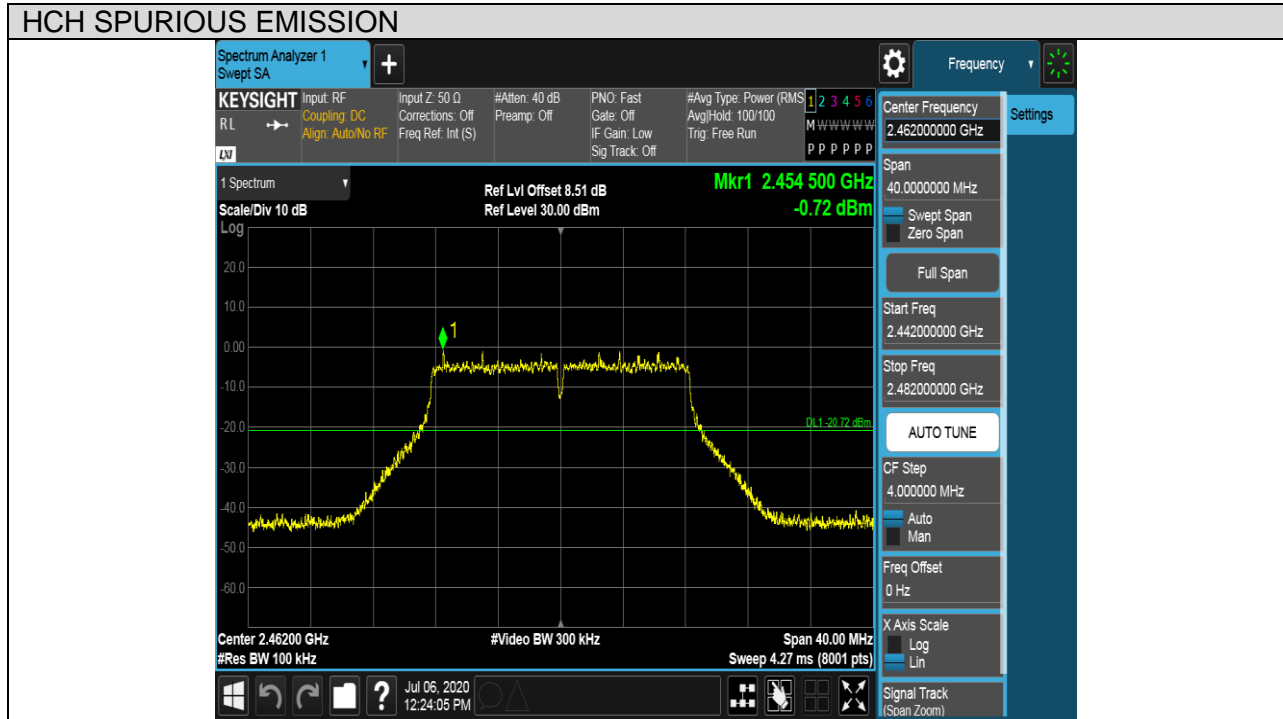 HCH SPURIOUS EMISSION
Spectrum Analyzer 1
Swept SA
+
Frequency
KEYSIGHT
RL
LXI
Input: RF
Coupling: DC
Align: Auto/No RF
Input Z: 50 Ω
Corrections: Off
Freq Ref: Int (S)
#Atten: 40 dB
Preamp: Off
PNO: Fast
Gate: Off
IF Gain: Low
Sig Track: Off
#Avg Type: Power (RMS
Avg|Hold: 100/100
Trig: Free Run
1 2 3 4 5 6
M W W W W W
P P P P P P
1 Spectrum
Scale/Div 10 dB
Ref Lvl Offset 8.51 dB
Ref Level 30.00 dBm
Mkr1 2.454 500 GHz
-0.72 dBm
Log
20.0
10.0
0.00
-10.0
-20.0
-30.0
-40.0
-50.0
-60.0
1
DL1 -20.72 dBm
Center 2.46200 GHz
#Res BW 100 kHz
#Video BW 300 kHz
Span 40.00 MHz
Sweep 4.27 ms (8001 pts)
?
Jul 06, 2020
12:24:05 PM
Center Frequency
2.462000000 GHz
Settings
Span
40.0000000 MHz
Swept Span
Zero Span
Full Span
Start Freq
2.442000000 GHz
Stop Freq
2.482000000 GHz
AUTO TUNE
CF Step
4.000000 MHz
Auto
Man
Freq Offset
0 Hz
X Axis Scale
Log
Lin
Signal Track
(Span Zoom)